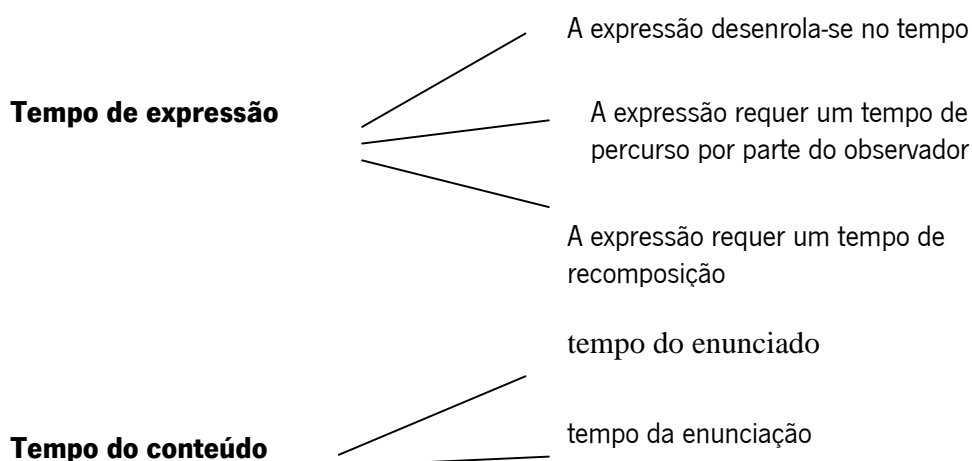 A expressão desenrola-se no tempo
Tempo de expressão
A expressão requer um tempo de
percurso por parte do observador
A expressão requer um tempo de
recomposição
tempo do enunciado
tempo da enunciação
Tempo do conteúdo